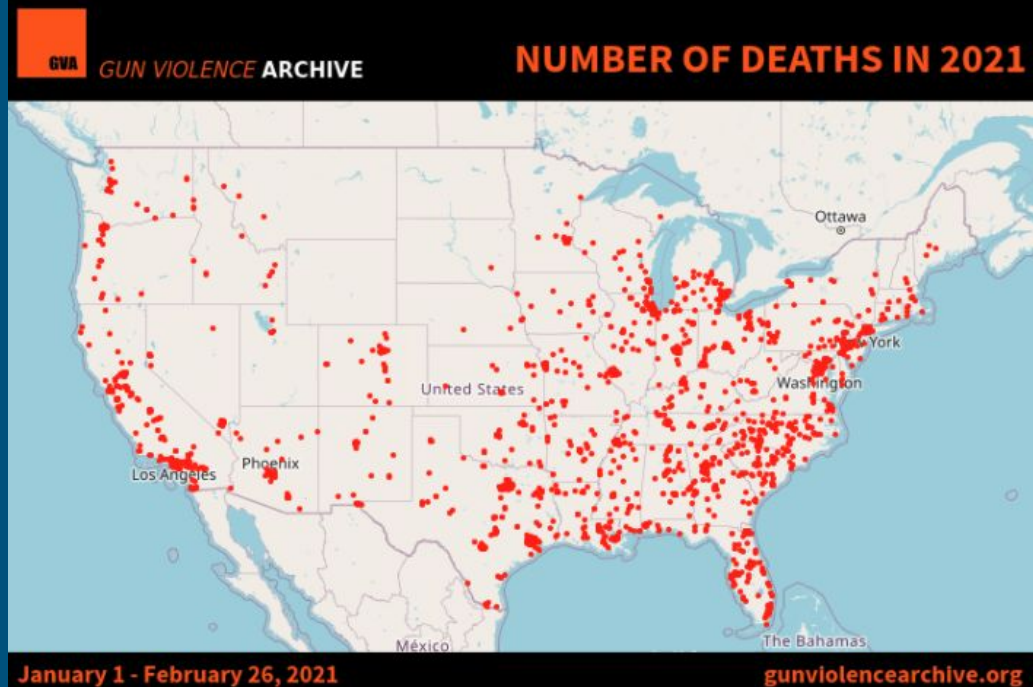 GVA
GUN VIOLENCE ARCHIVE
NUMBER OF DEATHS IN 2021
Ottawa
York
United States
Washington
Los Angeles
Phoenix
México
The Bahamas
January 1 - February 26, 2021
gunviolencearchive.org